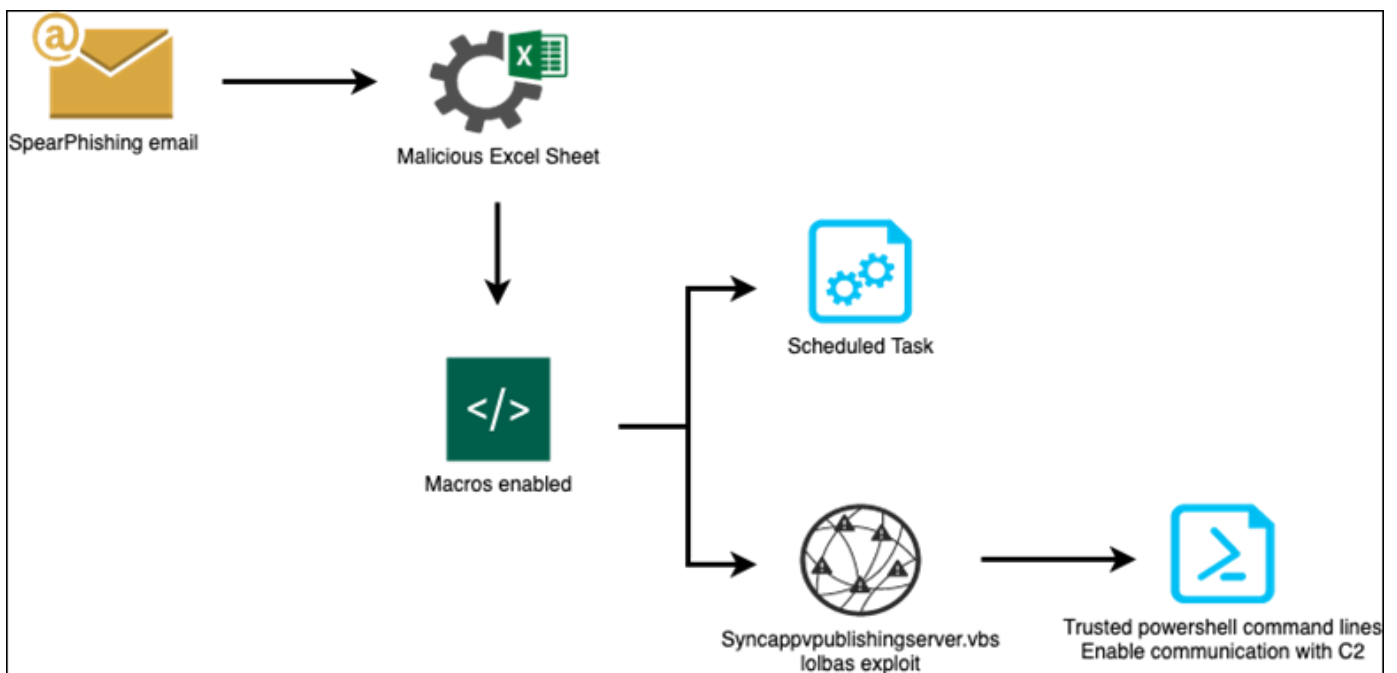 @
SpearPhishing email
X
Malicious Excel Sheet
</>
Macros enabled
Scheduled Task
Syncappvpublishingserver.vbs
lolbas exploit
Trusted powershell command lines
Enable communication with C2